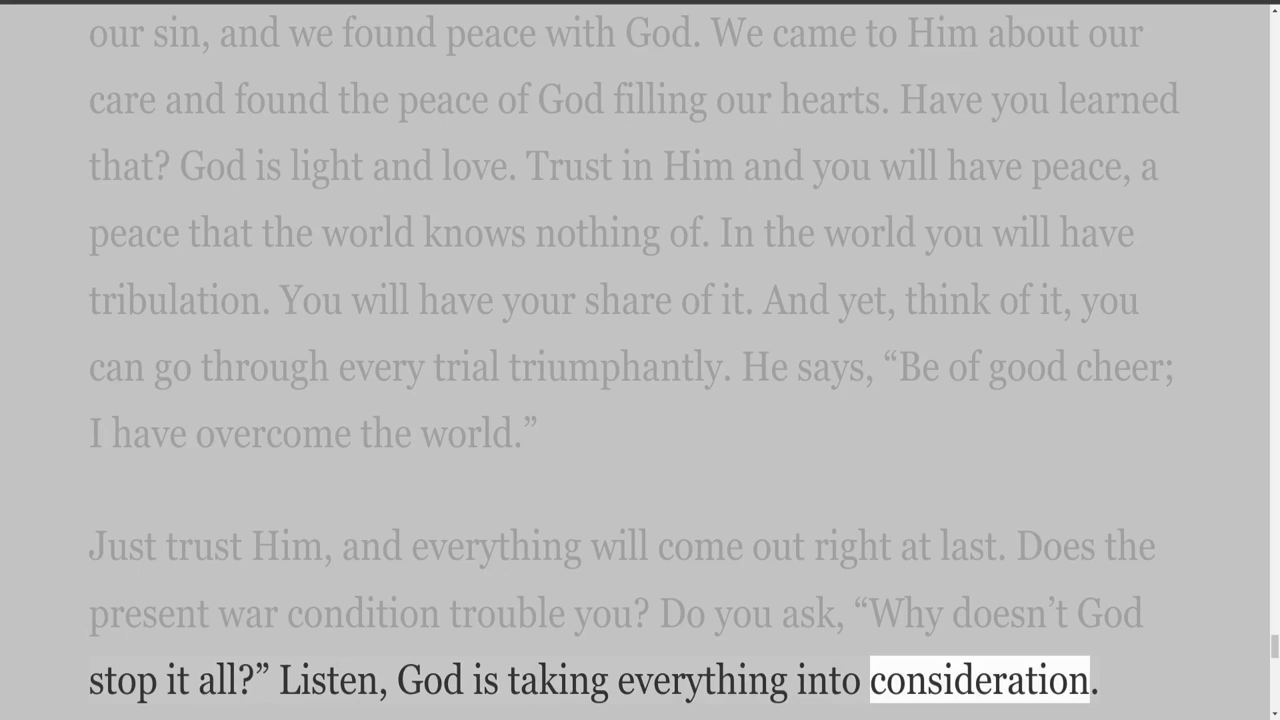 our sin, and we found peace with God. We came to Him about our
care and found the peace of God filling our hearts. Have you learned
that? God is light and love. Trust in Him and you will have peace, a
peace that the world knows nothing of. In the world you will have
tribulation. You will have your share of it. And yet, think of it, you
can go through every trial triumphantly. He says, “Be of good cheer;
I have overcome the world.”
Just trust Him, and everything will come out right at last. Does the
present war condition trouble you? Do you ask, “Why doesn’t God
stop it all?” Listen, God is taking everything into consideration.